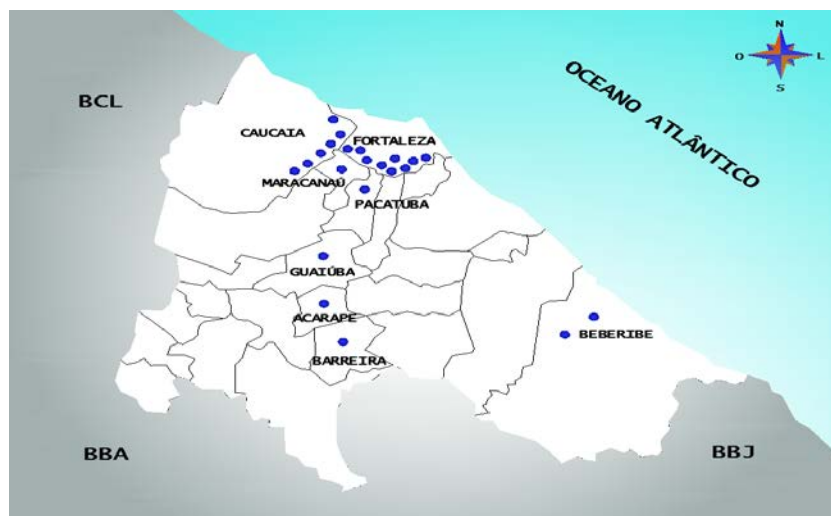 N
O L
S
OCEANO ATLÂNTICO
BCL
CAUCAIA
FORTALEZA
MARACANAÚ
PACATUBA
GUAIÚBA
ACARAPE
BEBERIBE
BARREIRA
BBA
BBJ